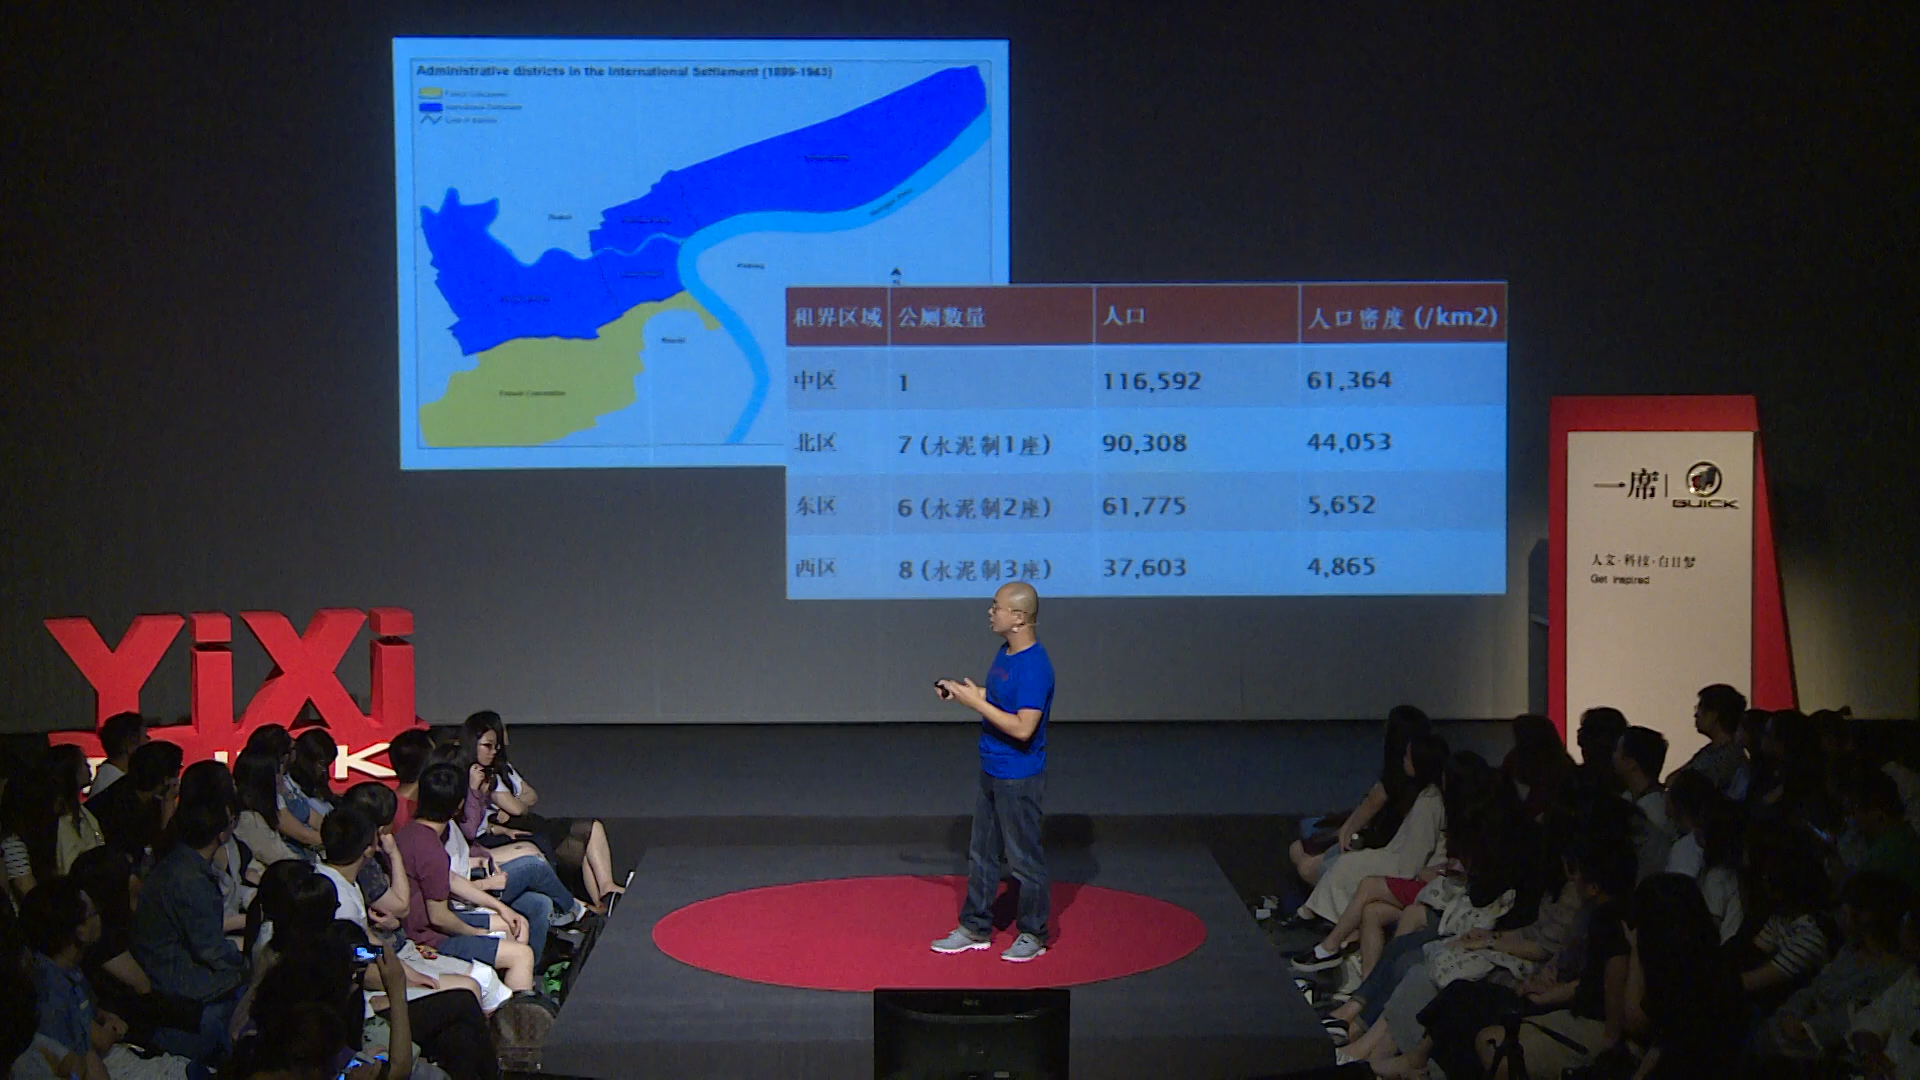 Administrative districts in the International Settlement (1899-1943)
French Concession
租界区域 公厕数量 人口 人口密度 (/km2)
中区 1 116,592 61,364
北区 7 (水泥制1座) 90,308 44,053
东区 6 (水泥制2座) 61,775 5,652
西区 8 (水泥制3座) 37,603 4,865
一席 | BUICK
人文·科技·白日梦
Get Inspired
YiXi